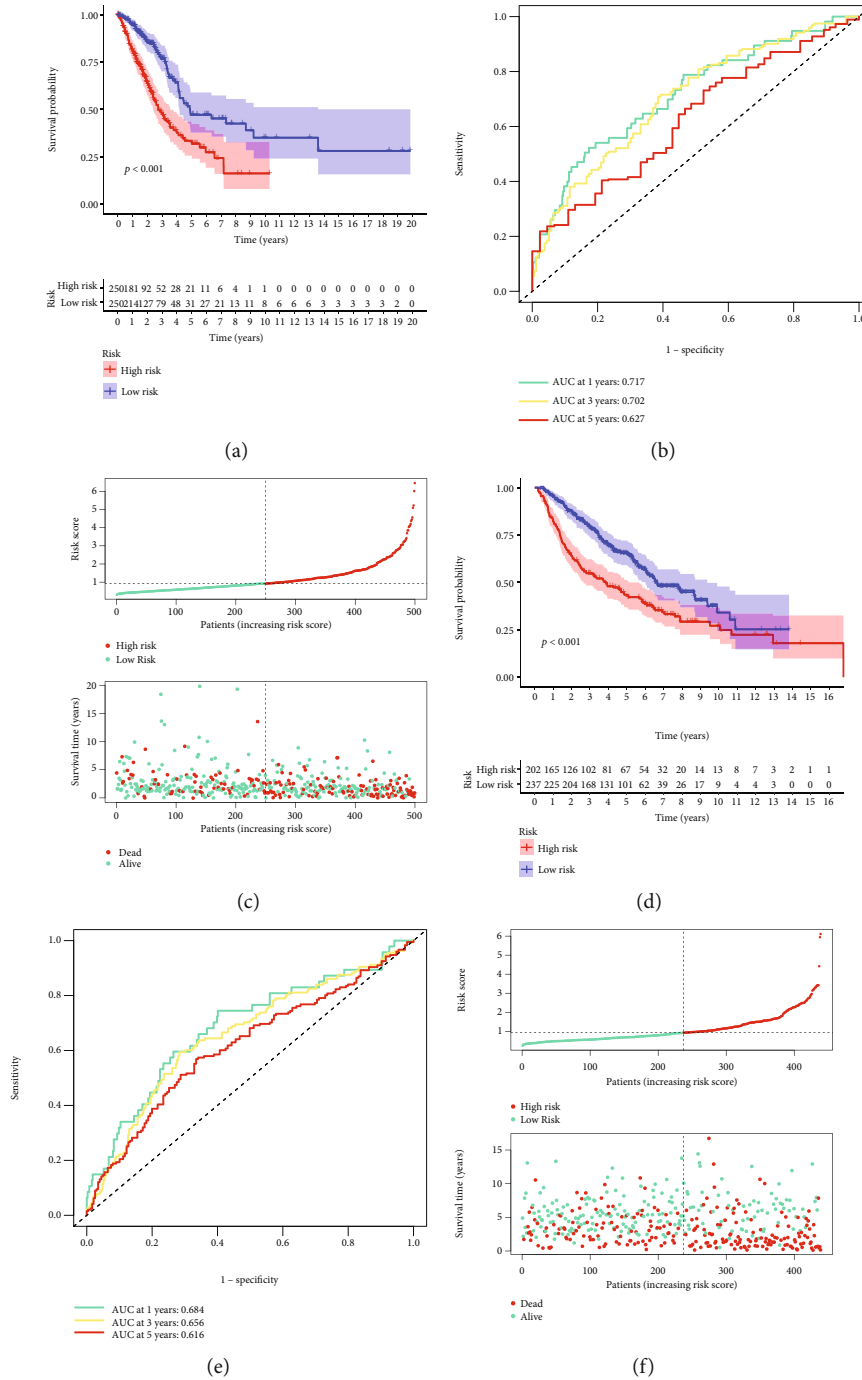 1.00
0.75
0.50
0.25
0.00
Survival probability
p < 0.001
0 1 2 3 4 5 6 7 8 9 10 11 12 13 14 15 16 17 18 19 20
Time (years)
Risk
High risk 250181 92 52 28 21 11 6 4 1 1 0 0 0 0 0 0 0 0 0 0
Low risk 250214127 79 48 31 27 21 13 11 8 6 6 6 3 3 3 3 3 2 0
0 1 2 3 4 5 6 7 8 9 10 11 12 13 14 15 16 17 18 19 20
Time (years)
Risk
High risk
Low risk
(a)
1.0
0.8
0.6
0.4
0.2
0.0
Sensitivity
0.0 0.2 0.4 0.6 0.8 1.0
1 – specificity
AUC at 1 years: 0.717
AUC at 3 years: 0.702
AUC at 5 years: 0.627
(b)
6
5
4
3
2
1
Risk score
0 100 200 300 400 500
Patients (increasing risk score)
High risk
Low Risk
20
15
10
5
0
Survival time (years)
0 100 200 300 400 500
Patients (increasing risk score)
Dead
Alive
(c)
1.00
0.75
0.50
0.25
0.00
Survival probability
p < 0.001
0 1 2 3 4 5 6 7 8 9 10 11 12 13 14 15 16
Time (years)
Risk
High risk 202 165 126 102 81 67 54 32 20 14 13 8 7 3 2 1 1
Low risk 237 225 204 168 131 101 62 39 26 17 9 4 4 3 0 0 0
0 1 2 3 4 5 6 7 8 9 10 11 12 13 14 15 16
Time (years)
Risk
High risk
Low risk
(d)
1.0
0.8
0.6
0.4
0.2
0.0
Sensitivity
0.0 0.2 0.4 0.6 0.8 1.0
1 – specificity
AUC at 1 years: 0.684
AUC at 3 years: 0.656
AUC at 5 years: 0.616
(e)
6
5
4
3
2
1
Risk score
0 100 200 300 400
Patients (increasing risk score)
High risk
Low Risk
15
10
5
0
Survival time (years)
0 100 200 300 400
Patients (increasing risk score)
Dead
Alive
(f)